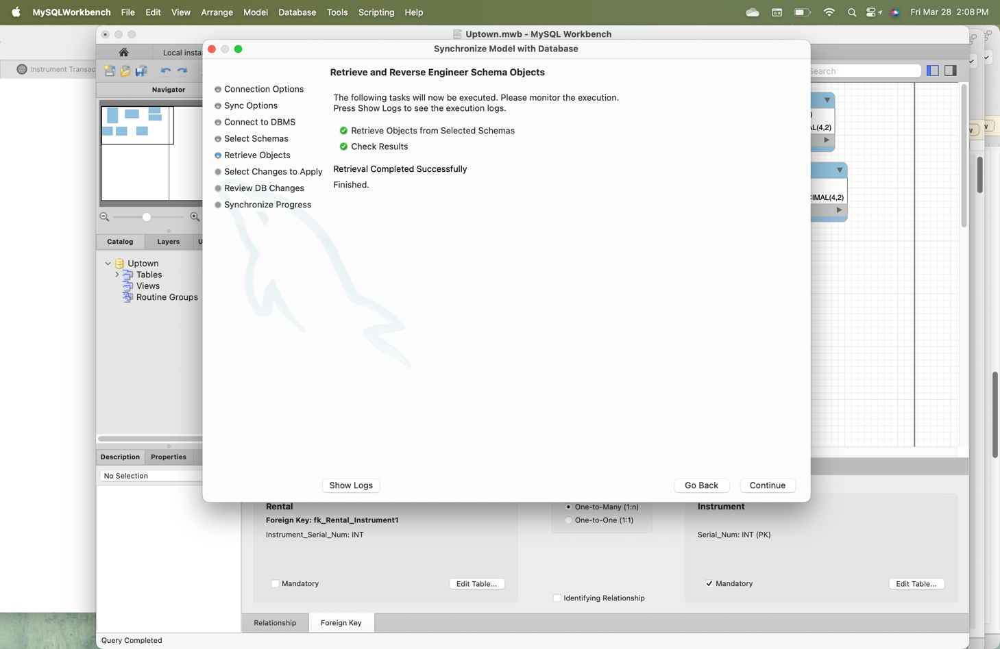 MySQLWorkbench File Edit View Arrange Model Database Tools Scripting Help Fri Mar 28 2:08 PM
Uptown.mwb - MySQL Workbench
Synchronize Model with Database
Local insta
Instrument Transac
Search
Navigator
Retrieve and Reverse Engineer Schema Objects
Connection Options
Sync Options
Connect to DBMS
Select Schemas
Retrieve Objects
Select Changes to Apply
Review DB Changes
Synchronize Progress
The following tasks will now be executed. Please monitor the execution.
Press Show Logs to see the execution logs.
Retrieve Objects from Selected Schemas
Check Results
Retrieval Completed Successfully
Finished.
)
AL(4,2)
CIMAL(4,2)
w
w
Catalog Layers U
Uptown
Tables
Views
Routine Groups
Description Properties
No Selection
Show Logs Go Back Continue
Rental
Foreign Key: fk_Rental_Instrument1
Instrument_Serial_Num: INT
Mandatory
Edit Table...
One-to-Many (1:n)
One-to-One (1:1)
Identifying Relationship
Instrument
Serial_Num: INT (PK)
Mandatory
Edit Table...
Relationship Foreign Key
Query Completed